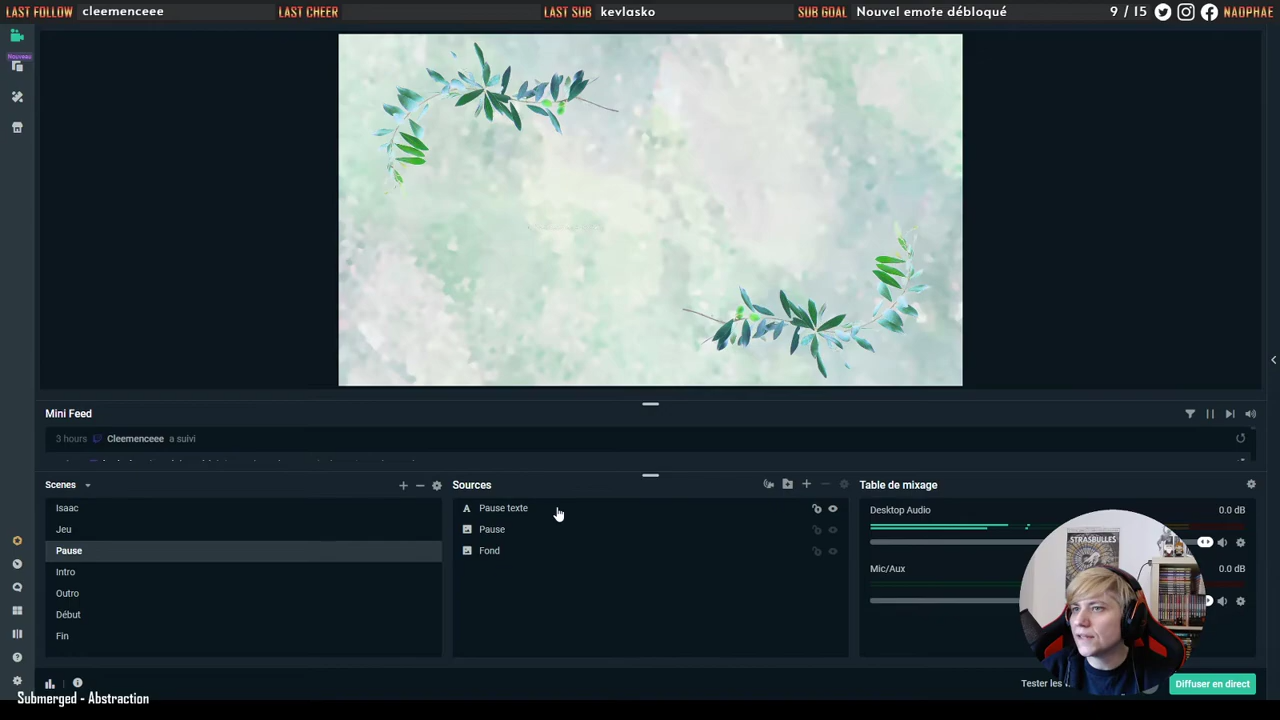 LAST FOLLOW cleemenceee LAST CHEER LAST SUB kevlasko SUB GOAL Nouvel emote débloqué 9 / 15 NAOPHAE
Nouveau
Mini Feed
3 hours Cleemenceee a suivi
Scenes
Isaac
Jeu
Pause
Intro
Outro
Début
Fin
Sources
Pause texte
Pause
Fond
Table de mixage
Desktop Audio 0.0 dB
Mic/Aux 0.0 dB
STRASBULLES
Tester les
Diffuser en direct
Submerged - Abstraction